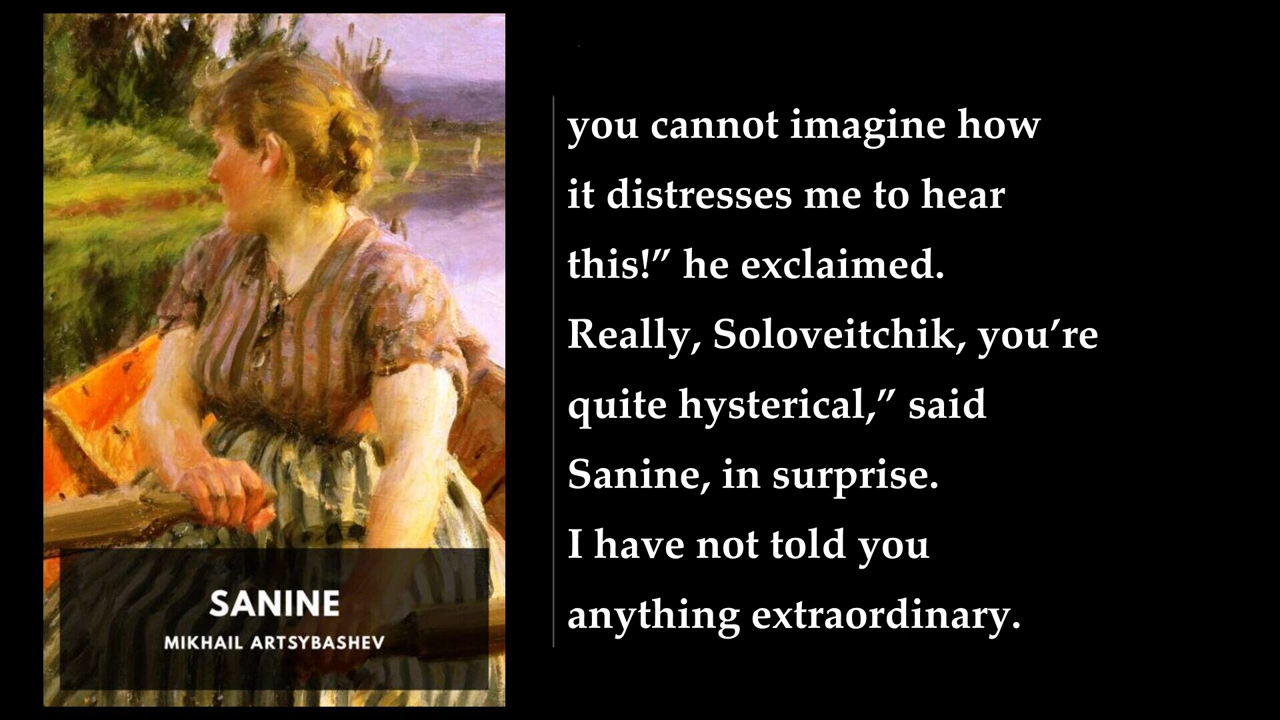 SANINE
MIKHAIL ARTSYBASHEV
you cannot imagine how
it distresses me to hear
this!” he exclaimed.
Really, Soloveitchik, you’re
quite hysterical,” said
Sanine, in surprise.
I have not told you
anything extraordinary.